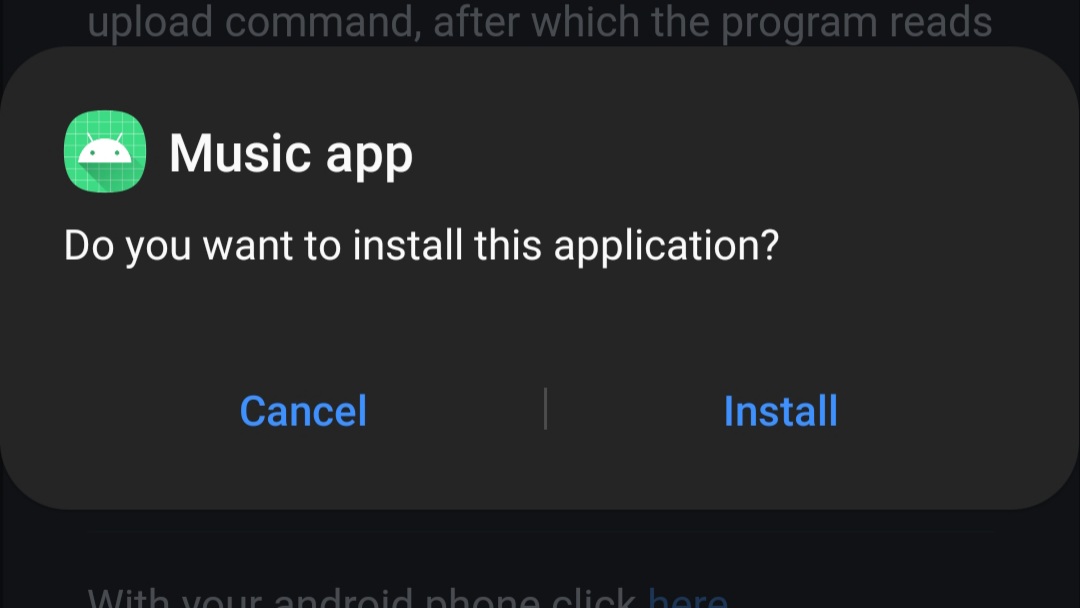 upload command, after which the program reads
Music app
Do you want to install this application?
Cancel
Install
With your android phone click here